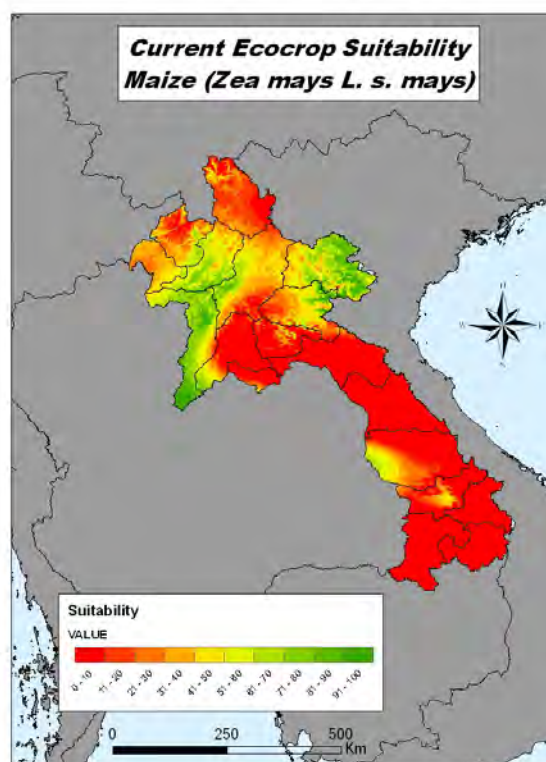 Current Ecocrop Suitability
Maize (Zea mays L. s. mays)
N
W
E
S
Suitability
VALUE
0 - 10
11 - 20
21 - 30
31 - 40
41 - 50
51 - 60
61 - 70
71 - 80
81 - 90
91 - 100
0 250 500
Km